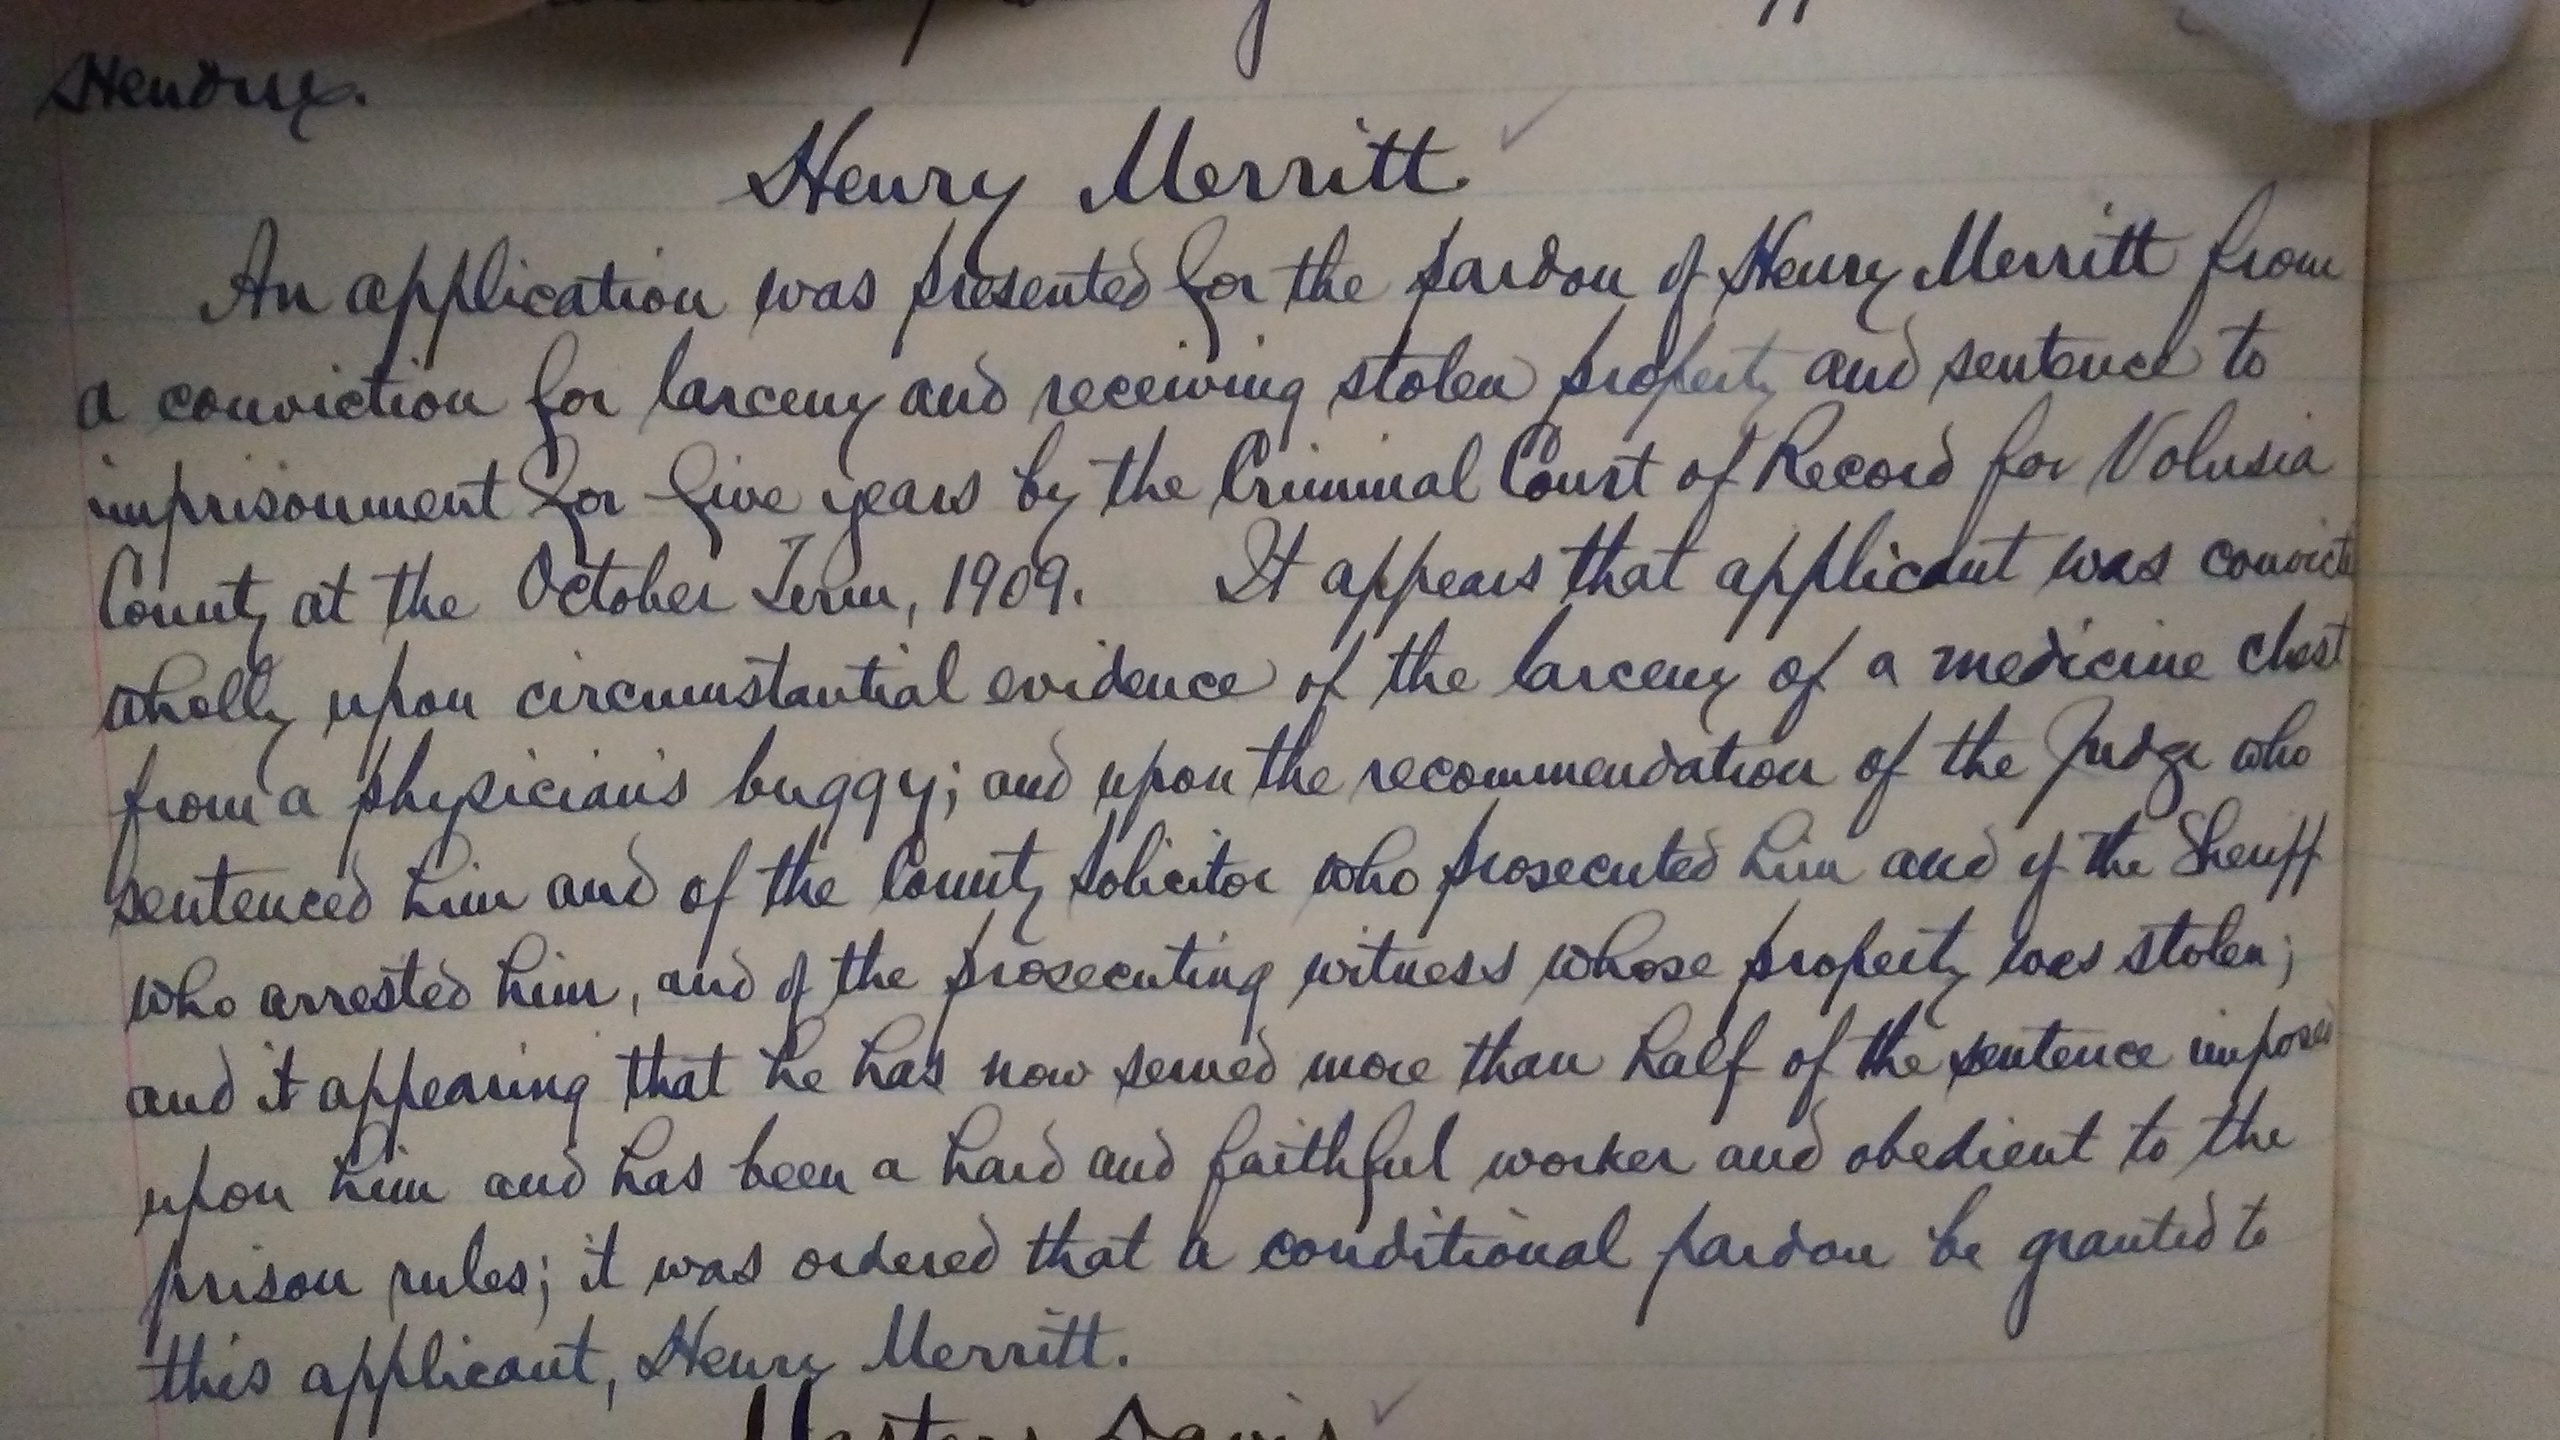 Hendrix.
Henry Merritt.
An application was presented for the pardon of Henry Merritt from
a conviction for larceny and receiving stolen property and sentenced to
imprisonment for five years by the Criminal Court of Record for Volusia
County at the October Term, 1909. It appears that applicant was
wholly upon circumstantial evidence of the larceny of a medicine chest
from a physicians buggy; and upon the recommendation of the judge who
sentenced him and of the County solicitor who prosecuted him and of the Sheriff
who arrested him, and of the prosecuting witness whose property was stolen;
and it appearing that he has now served more than half of the sentence
upon him and has been a hard and faithful worker and obedient to the
prison rules; it was ordered that a conditional pardon be granted to
this applicant, Henry Merritt.